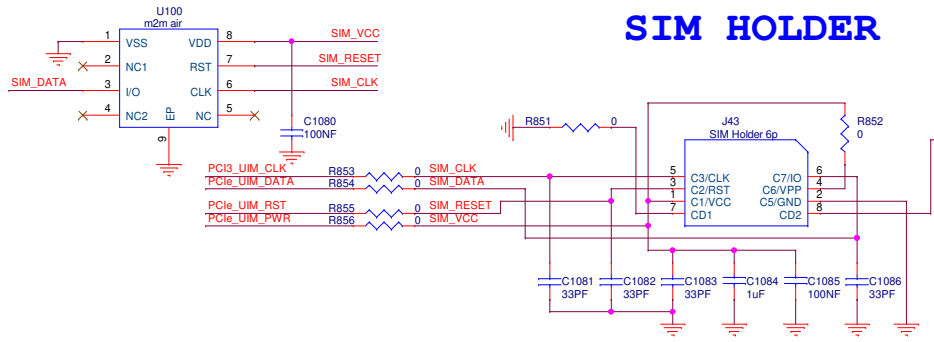 SIM HOLDER
U100
m2m air
1 VSS VDD 8 SIM_VCC
2 NC1 RST 7 SIM_RESET
SIM_DATA 3 I/O CLK 6 SIM_CLK
4 NC2 NC 5
EP
9
C1080
100NF
R851 0
J43
SIM Holder 6p
R852
0
PCI3_UIM_CLK R853 0 SIM_CLK
PCIe_UIM_DATA R854 0 SIM_DATA
PCIe_UIM_RST R855 0 SIM_RESET
PCIe_UIM_PWR R856 0 SIM_VCC
5 C3/CLK C7/IO 6
3 C2/RST C6/VPP 4
1 C1/VCC C5/GND 2
7 CD1 CD2 8
C1081 C1082 C1083 C1084 C1085 C1086
33PF 33PF 33PF 1uF 100NF 33PF